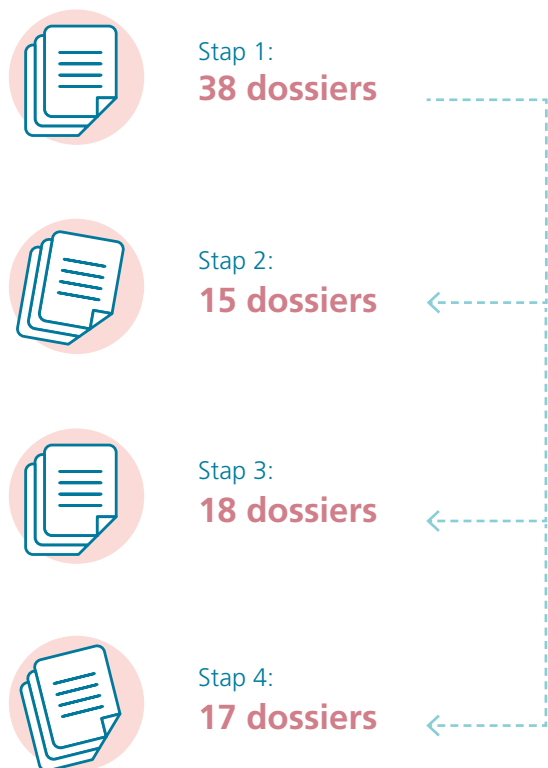 Stap 1:
38 dossiers
Stap 2:
15 dossiers
Stap 3:
18 dossiers
Stap 4:
17 dossiers